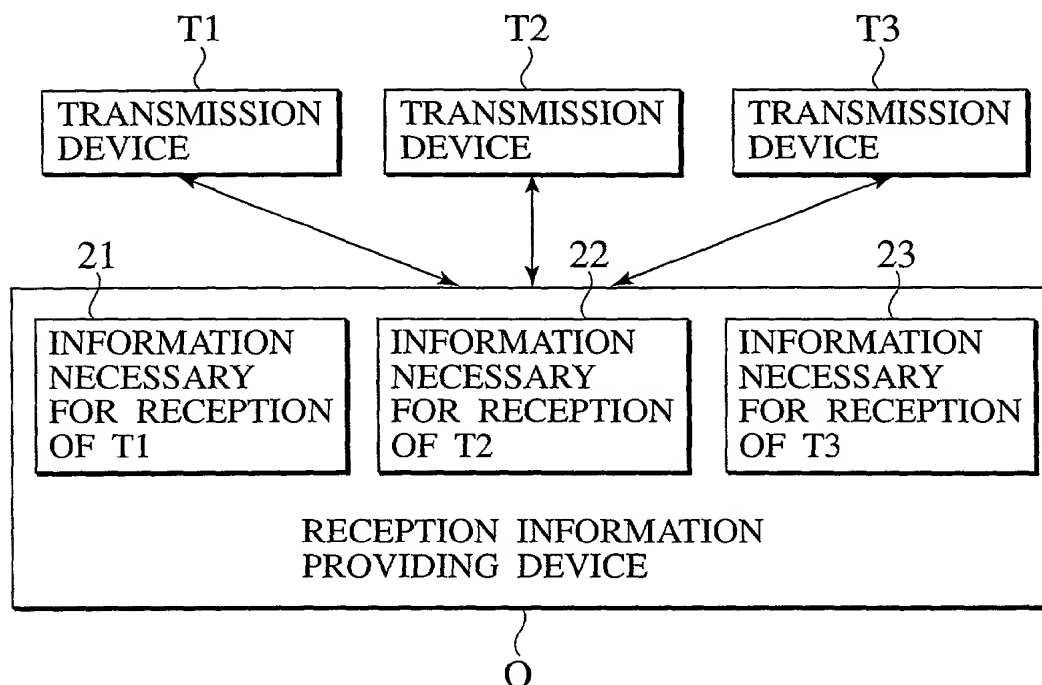 T1 T2 T3
TRANSMISSION DEVICE
TRANSMISSION DEVICE
TRANSMISSION DEVICE
21 22 23
INFORMATION
NECESSARY
FOR RECEPTION
OF T1
INFORMATION
NECESSARY
FOR RECEPTION
OF T2
INFORMATION
NECESSARY
FOR RECEPTION
OF T3
RECEPTION INFORMATION
PROVIDING DEVICE